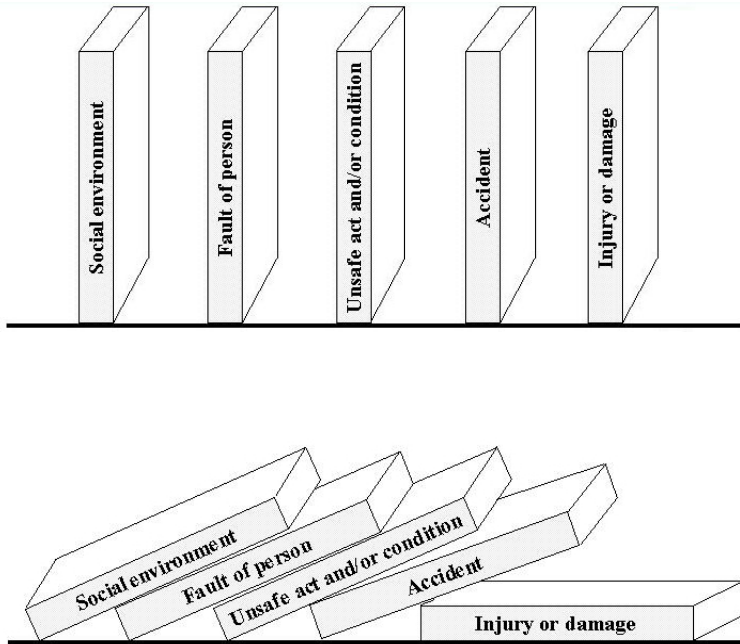 Social environment
Fault of person
Unsafe act and/or condition
Accident
Injury or damage
Social environment
Fault of person
Unsafe act and/or condition
Accident
Injury or damage